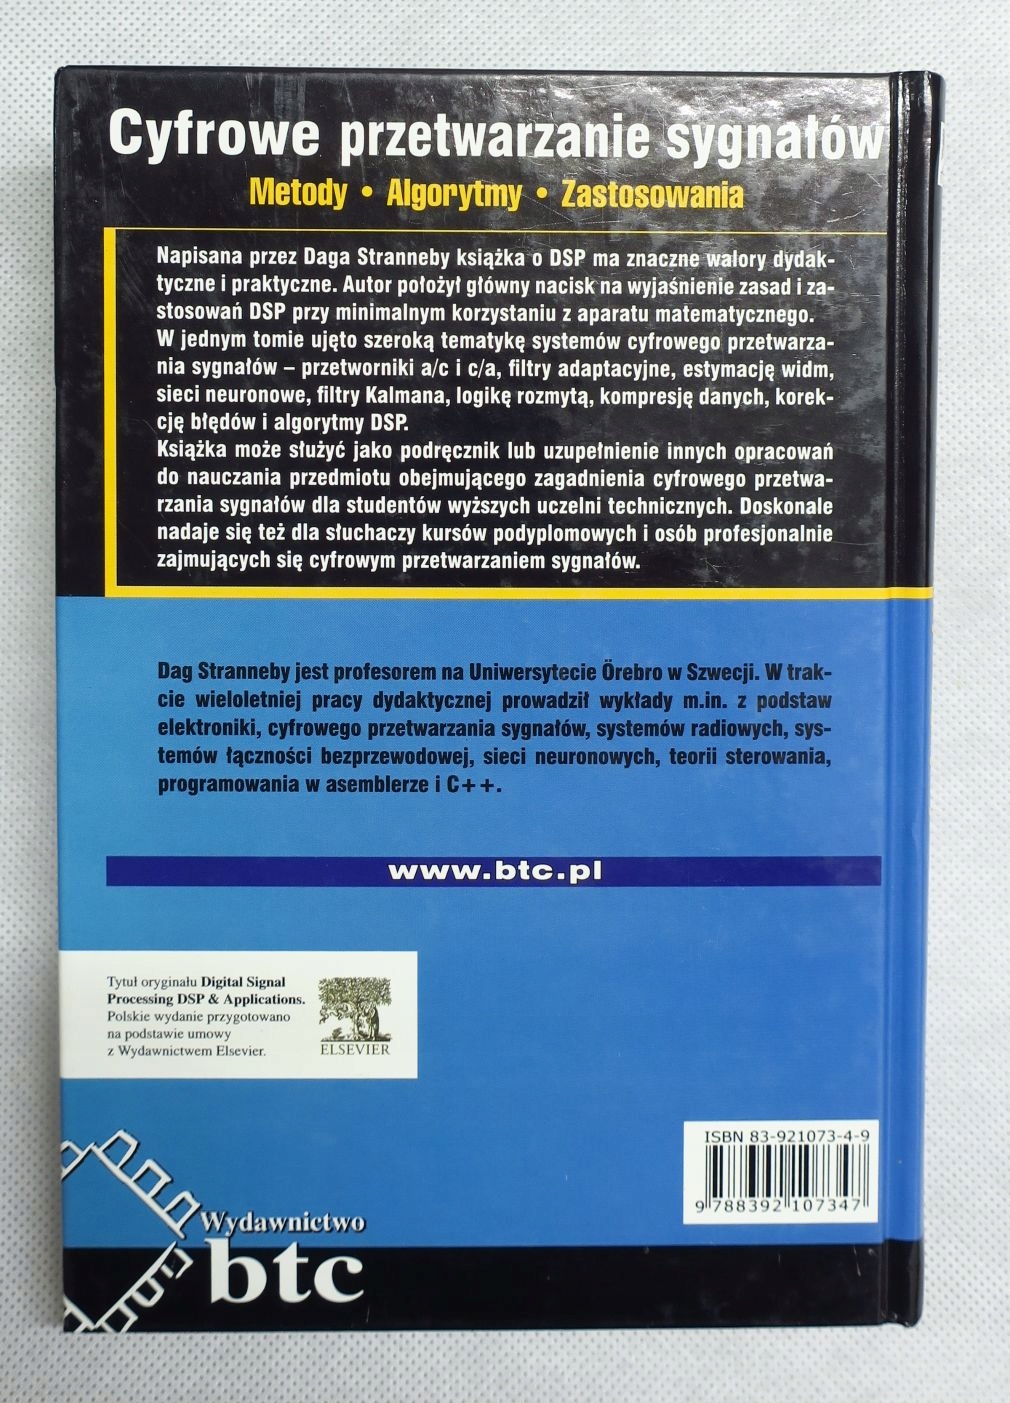 Cyfrowe przetwarzanie sygnałów
Metody • Algorytmy • Zastosowania
Napisana przez Daga Stranneby książka o DSP ma znaczne walory dydak-
tyczne i praktyczne. Autor położył główny nacisk na wyjaśnienie zasad i za-
stosowań DSP przy minimalnym korzystaniu z aparatu matematycznego.
W jednym tomie ujęto szeroką tematykę systemów cyfrowego przetwarza-
nia sygnałów – przetworniki a/c i c/a, filtry adaptacyjne, estymację widm,
sieci neuronowe, filtry Kalmana, logikę rozmytą, kompresję danych, korek-
cję błędów i algorytmy DSP.
Książka może służyć jako podręcznik lub uzupełnienie innych opracowań
do nauczania przedmiotu obejmującego zagadnienia cyfrowego przetwa-
rzania sygnałów dla studentów wyższych uczelni technicznych. Doskonale
nadaje się też dla słuchaczy kursów podyplomowych i osób profesjonalnie
zajmujących się cyfrowym przetwarzaniem sygnałów.
Dag Stranneby jest profesorem na Uniwersytecie Örebro w Szwecji. W trak-
cie wieloletniej pracy dydaktycznej prowadził wykłady m.in. z podstaw
elektroniki, cyfrowego przetwarzania sygnałów, systemów radiowych, sys-
temów łączności bezprzewodowej, sieci neuronowych, teorii sterowania,
programowania w asemblerze i C++.
www.btc.pl
Tytuł oryginału Digital Signal
Processing DSP & Applications.
Polskie wydanie przygotowano
na podstawie umowy
z Wydawnictwem Elsevier.
ELSEVIER
ISBN 83-921073-4-9
9 788392 107347
Wydawnictwo
btc